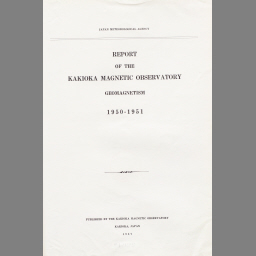 JAPAN METEOROLOGICAL AGENCY
REPORT
OF THE
KAKIOKA MAGNETIC OBSERVATORY
GEOMAGNETISM
1950-1951
PUBLISHED BY THE KAKIOKA MAGNETIC OBSERVATORY
KAKIOKA, JAPAN